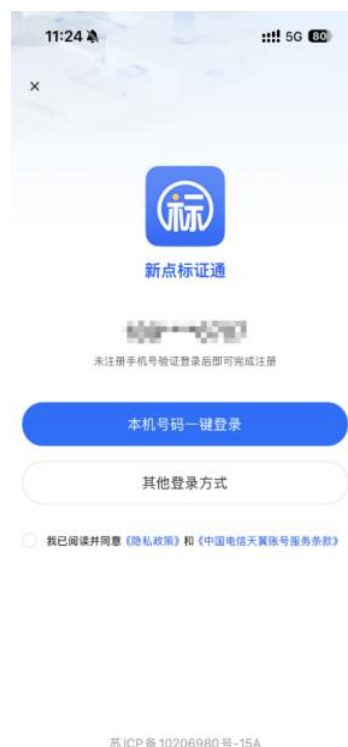 11:24
5G 80
×
标
新点标证通
未注册手机号验证登录后即可完成注册
本机号码一键登录
其他登录方式
我已阅读并同意《隐私政策》和《中国电信天翼账号服务条款》
苏ICP备10206980号-15A